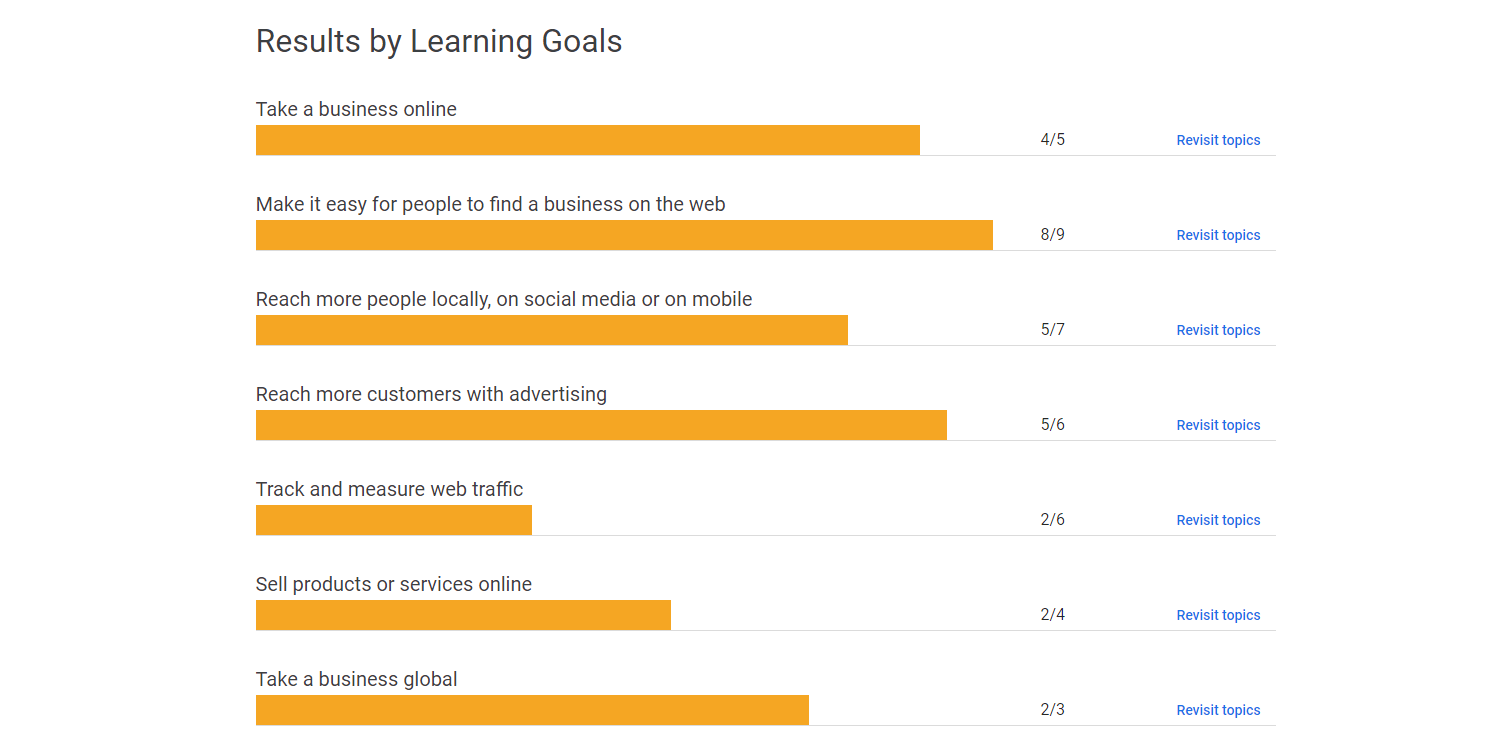 Results by Learning Goals
Take a business online
4/5 Revisit topics
Make it easy for people to find a business on the web
8/9 Revisit topics
Reach more people locally, on social media or on mobile
5/7 Revisit topics
Reach more customers with advertising
5/6 Revisit topics
Track and measure web traffic
2/6 Revisit topics
Sell products or services online
2/4 Revisit topics
Take a business global
2/3 Revisit topics